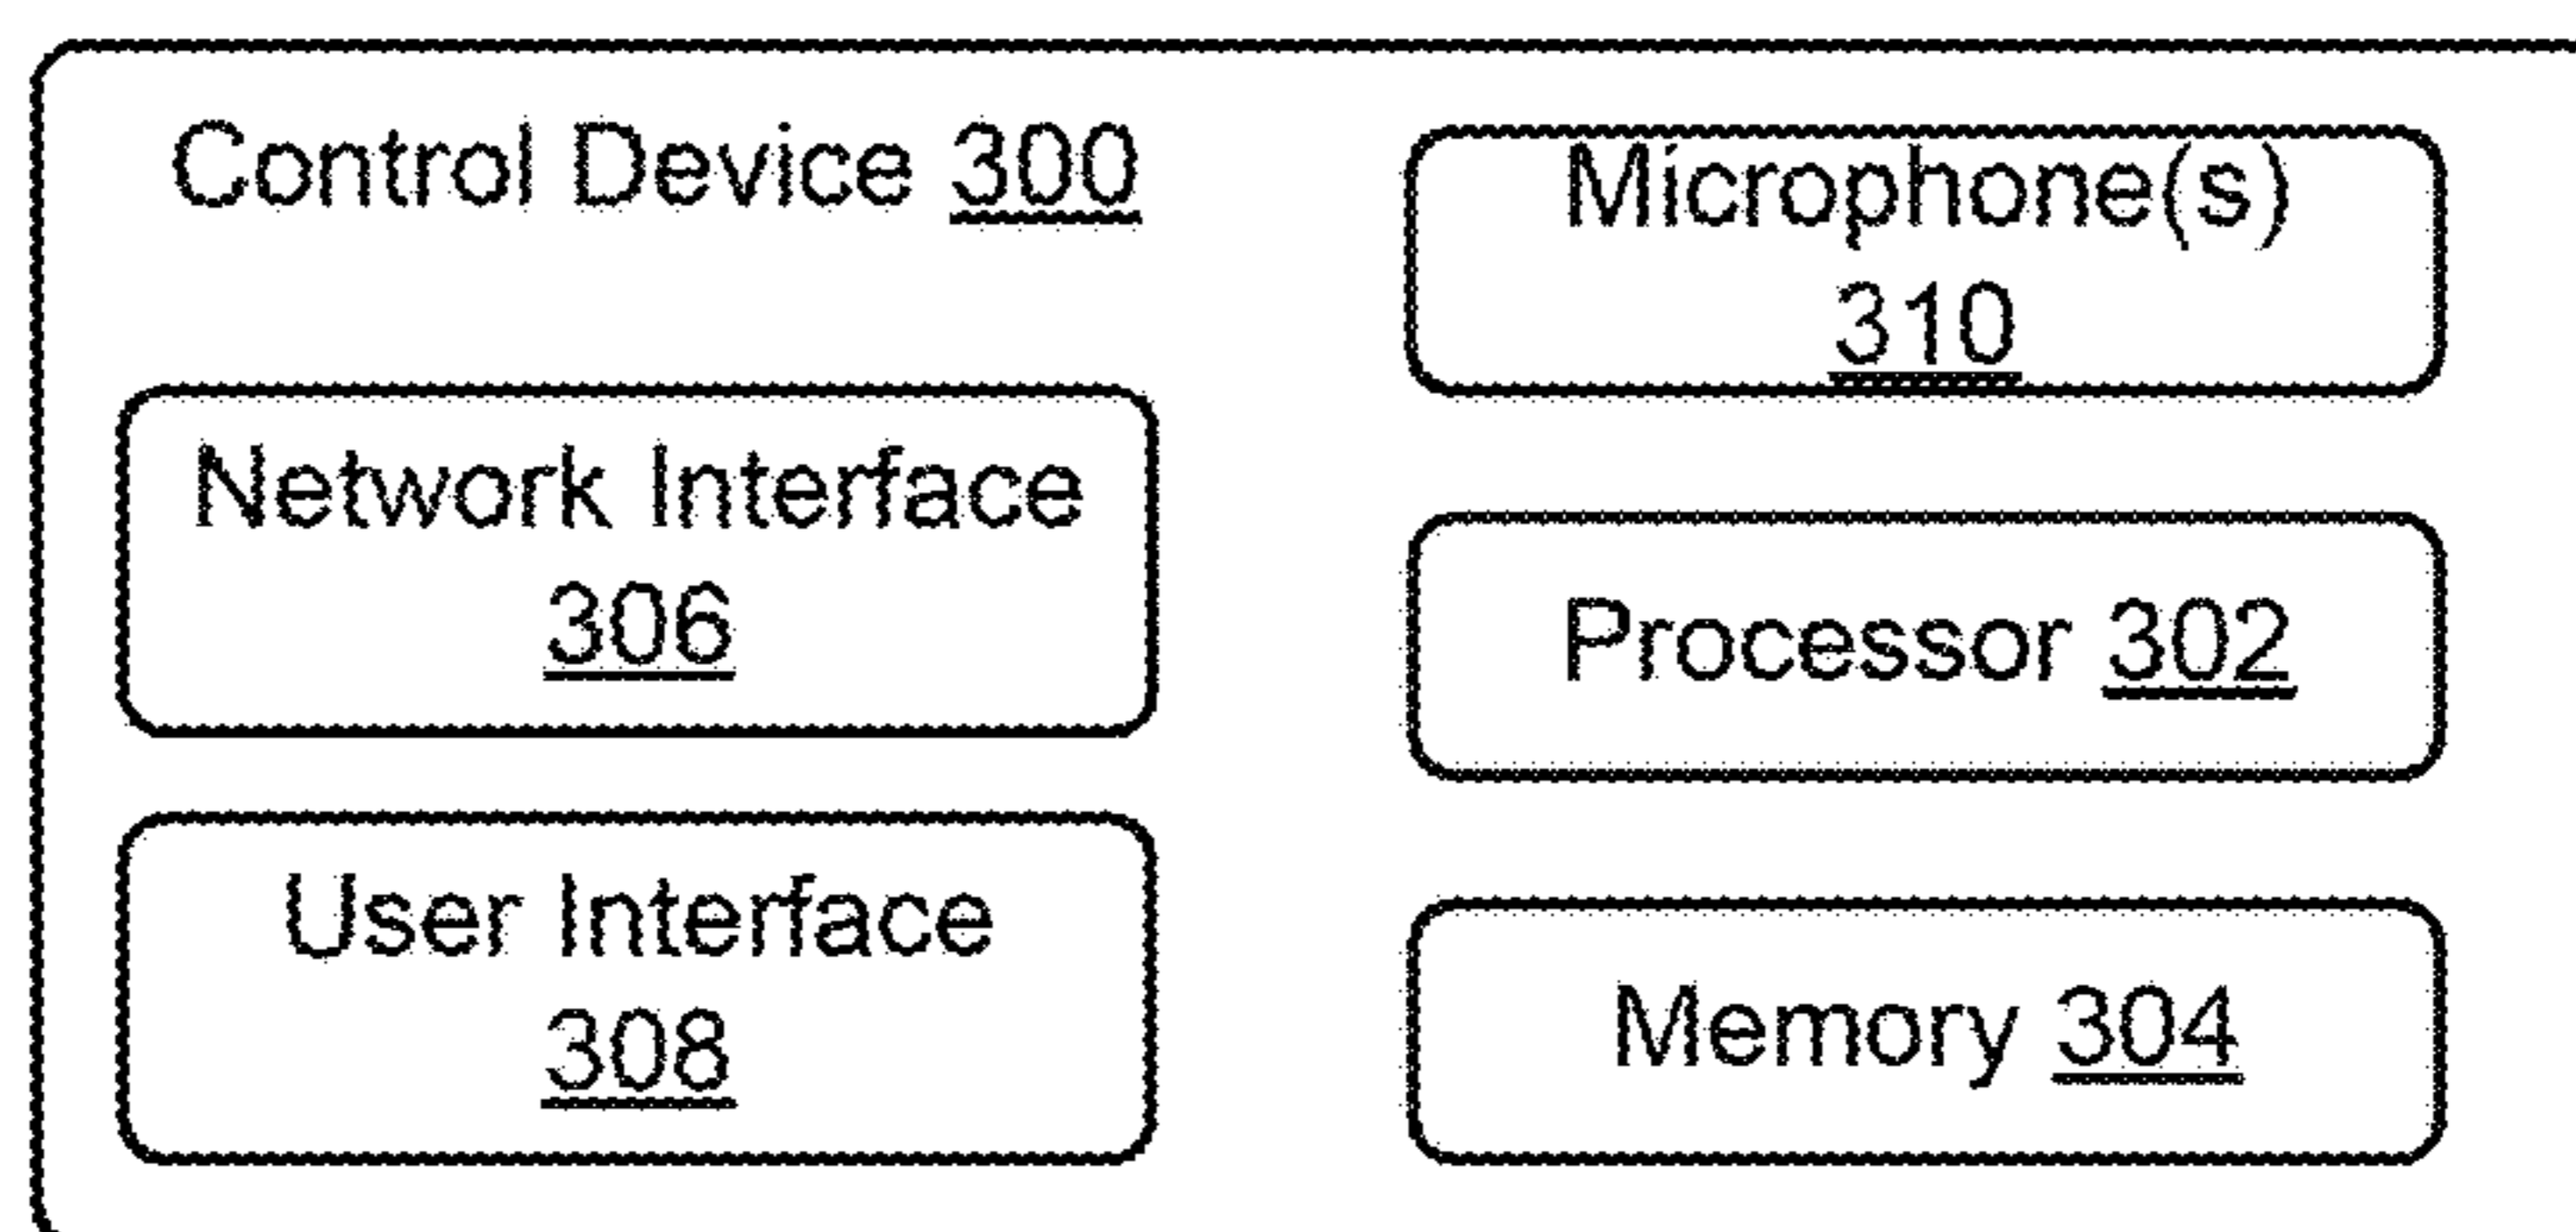 Control Device 300
Network Interface
306
User Interface
308
Microphone(s)
310
Processor 302
Memory 304